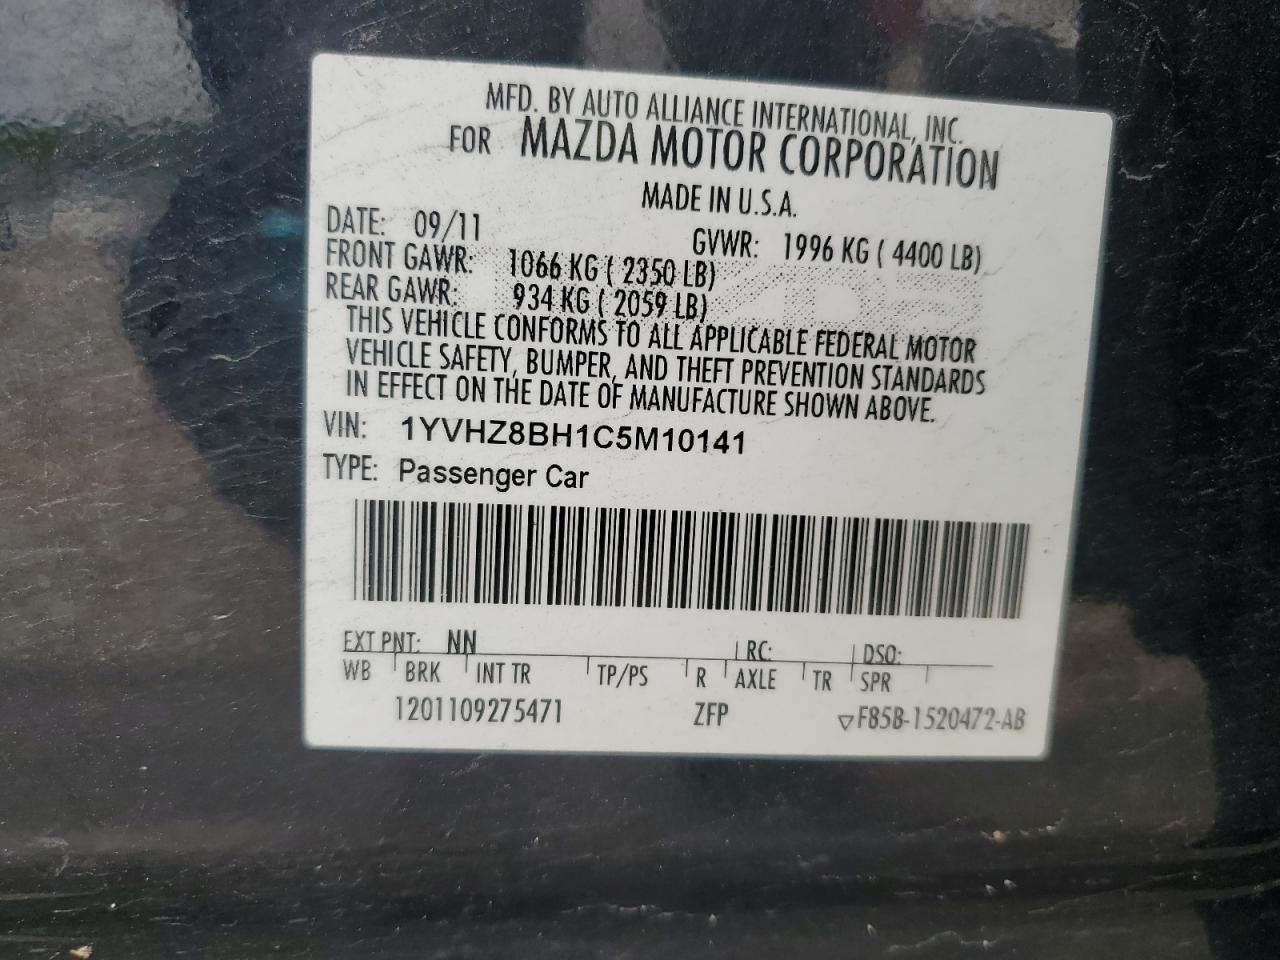 MFD. BY AUTO ALLIANCE INTERNATIONAL, INC.
FOR MAZDA MOTOR CORPORATION
MADE IN U.S.A.
DATE: 09/11 GVWR: 1996 KG ( 4400 LB)
FRONT GAWR: 1066 KG ( 2350 LB)
REAR GAWR: 934 KG ( 2059 LB)
THIS VEHICLE CONFORMS TO ALL APPLICABLE FEDERAL MOTOR
VEHICLE SAFETY, BUMPER, AND THEFT PREVENTION STANDARDS
IN EFFECT ON THE DATE OF MANUFACTURE SHOWN ABOVE.
VIN: 1YVHZ8BH1C5M10141
TYPE: Passenger Car
EXT PNT: NN RC: DSO:
WB BRK INT TR TP/PS R AXLE TR SPR
1201109275471 ZFP F85B-1520472-AB